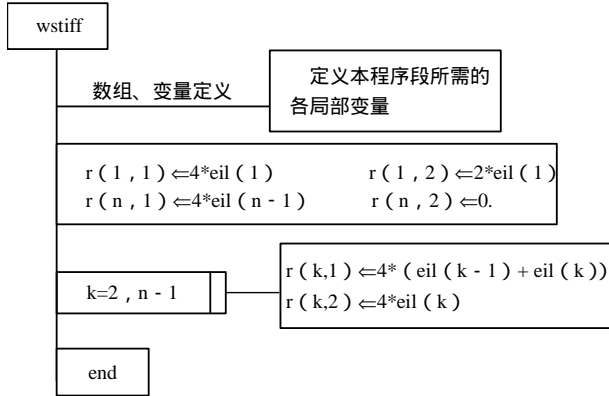 wstiff
数组、变量定义
定义本程序段所需的
各局部变量
r ( 1 , 1 ) ⇐4*eil ( 1 )  r ( 1 , 2 ) ⇐2*eil ( 1 )
r ( n , 1 ) ⇐4*eil ( n - 1 )  r ( n , 2 ) ⇐0.
k=2 , n - 1
r ( k,1 ) ⇐4* ( eil ( k - 1 ) + eil ( k ) )
r ( k,2 ) ⇐4*eil ( k )
end